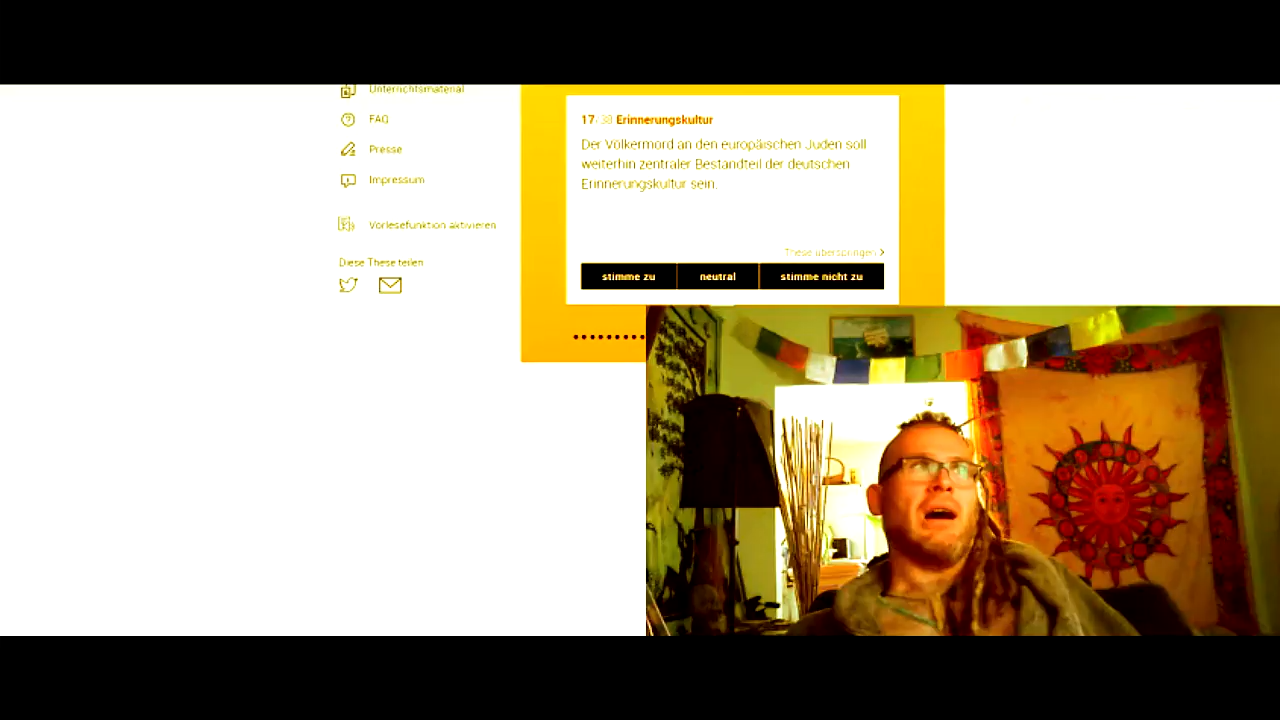 Unterrichtsmaterial
FAQ
Presse
Impressum
Vorlesefunktion aktivieren
Diese These teilen
17/38 Erinnerungskultur
Der Völkermord an den europäischen Juden soll
weiterhin zentraler Bestandteil der deutschen
Erinnerungskultur sein.
These überspringen
stimme zu
neutral
stimme nicht zu